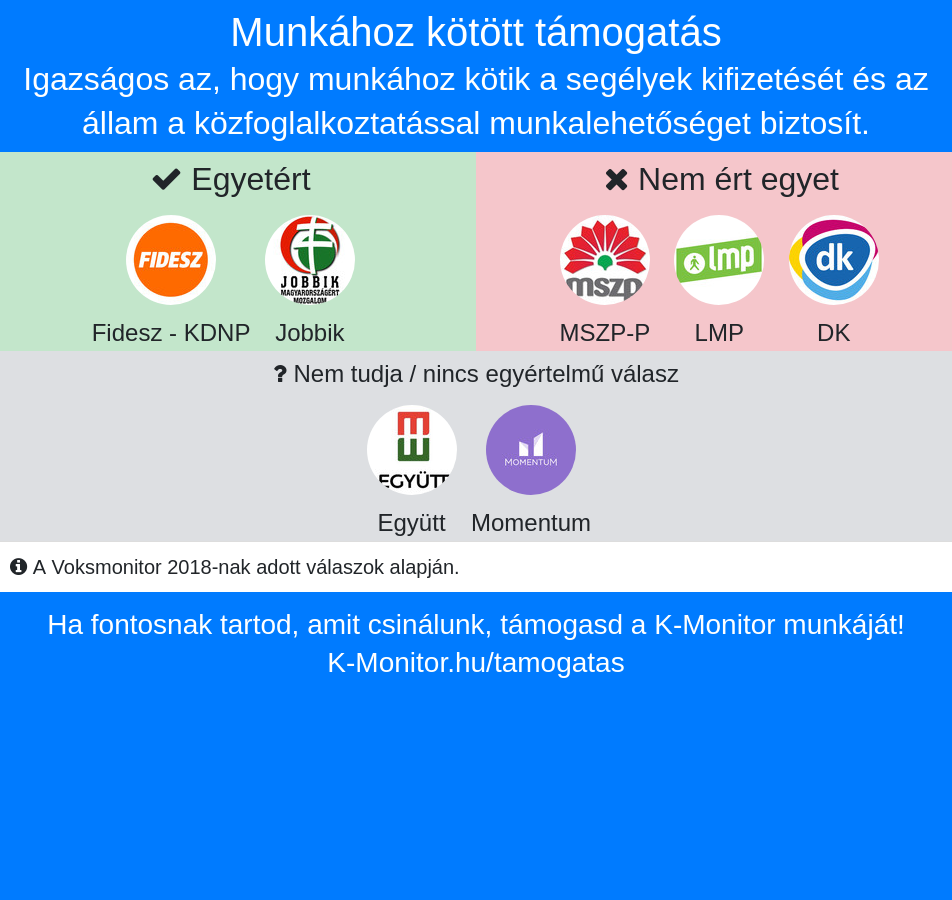 Munkához kötött támogatás
Igazságos az, hogy munkához kötik a segélyek kifizetését és az
állam a közfoglalkoztatással munkalehetőséget biztosít.
Egyetért
Nem ért egyet
FIDESZ
JOBBIK
MAGYARORSZÁGÉRT
MOZGALOM
mszp
lmp
dk
Fidesz - KDNP
Jobbik
MSZP-P
LMP
DK
? Nem tudja / nincs egyértelmű válasz
EGYÜTT
MOMENTUM
Együtt
Momentum
A Voksmonitor 2018-nak adott válaszok alapján.
Ha fontosnak tartod, amit csinálunk, támogasd a K-Monitor munkáját!
K-Monitor.hu/tamogatas